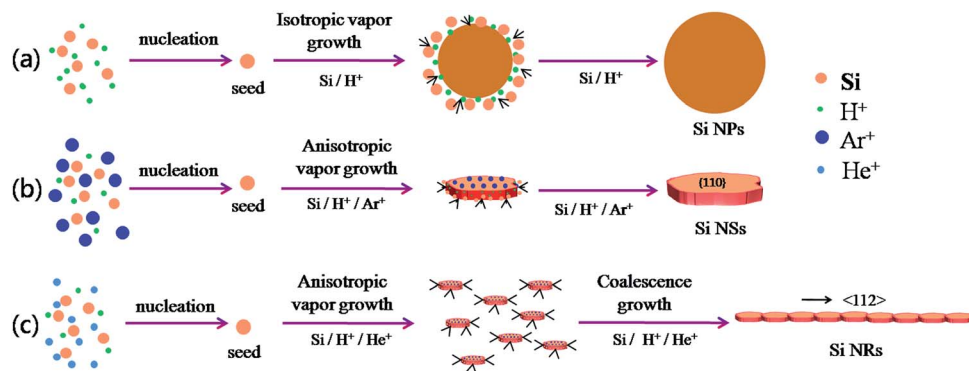 (a)
nucleation
seed
Isotropic vapor
growth
Si / H⁺
Si / H⁺
Si NPs
(b)
nucleation
seed
Anisotropic
vapor growth
Si / H⁺ / Ar⁺
Si / H⁺ / Ar⁺
{110}
Si NSs
(c)
nucleation
seed
Anisotropic
vapor growth
Si / H⁺ / He⁺
Coalescence
growth
Si / H⁺ / He⁺
<112>
Si NRs
Si
H⁺
Ar⁺
He⁺